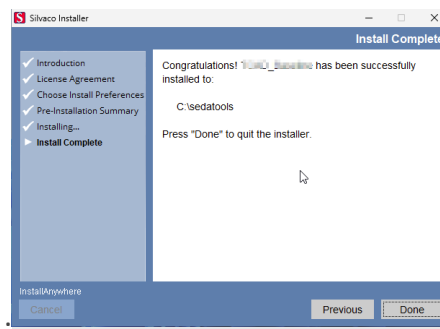 S Silvaco Installer
Install Complete
Introduction
License Agreement
Choose Install Preferences
Pre-Installation Summary
Installing...
Install Complete
Congratulations! has been successfully
installed to:
C:\sedatools
Press "Done" to quit the installer.
InstallAnywhere
Cancel
Previous
Done